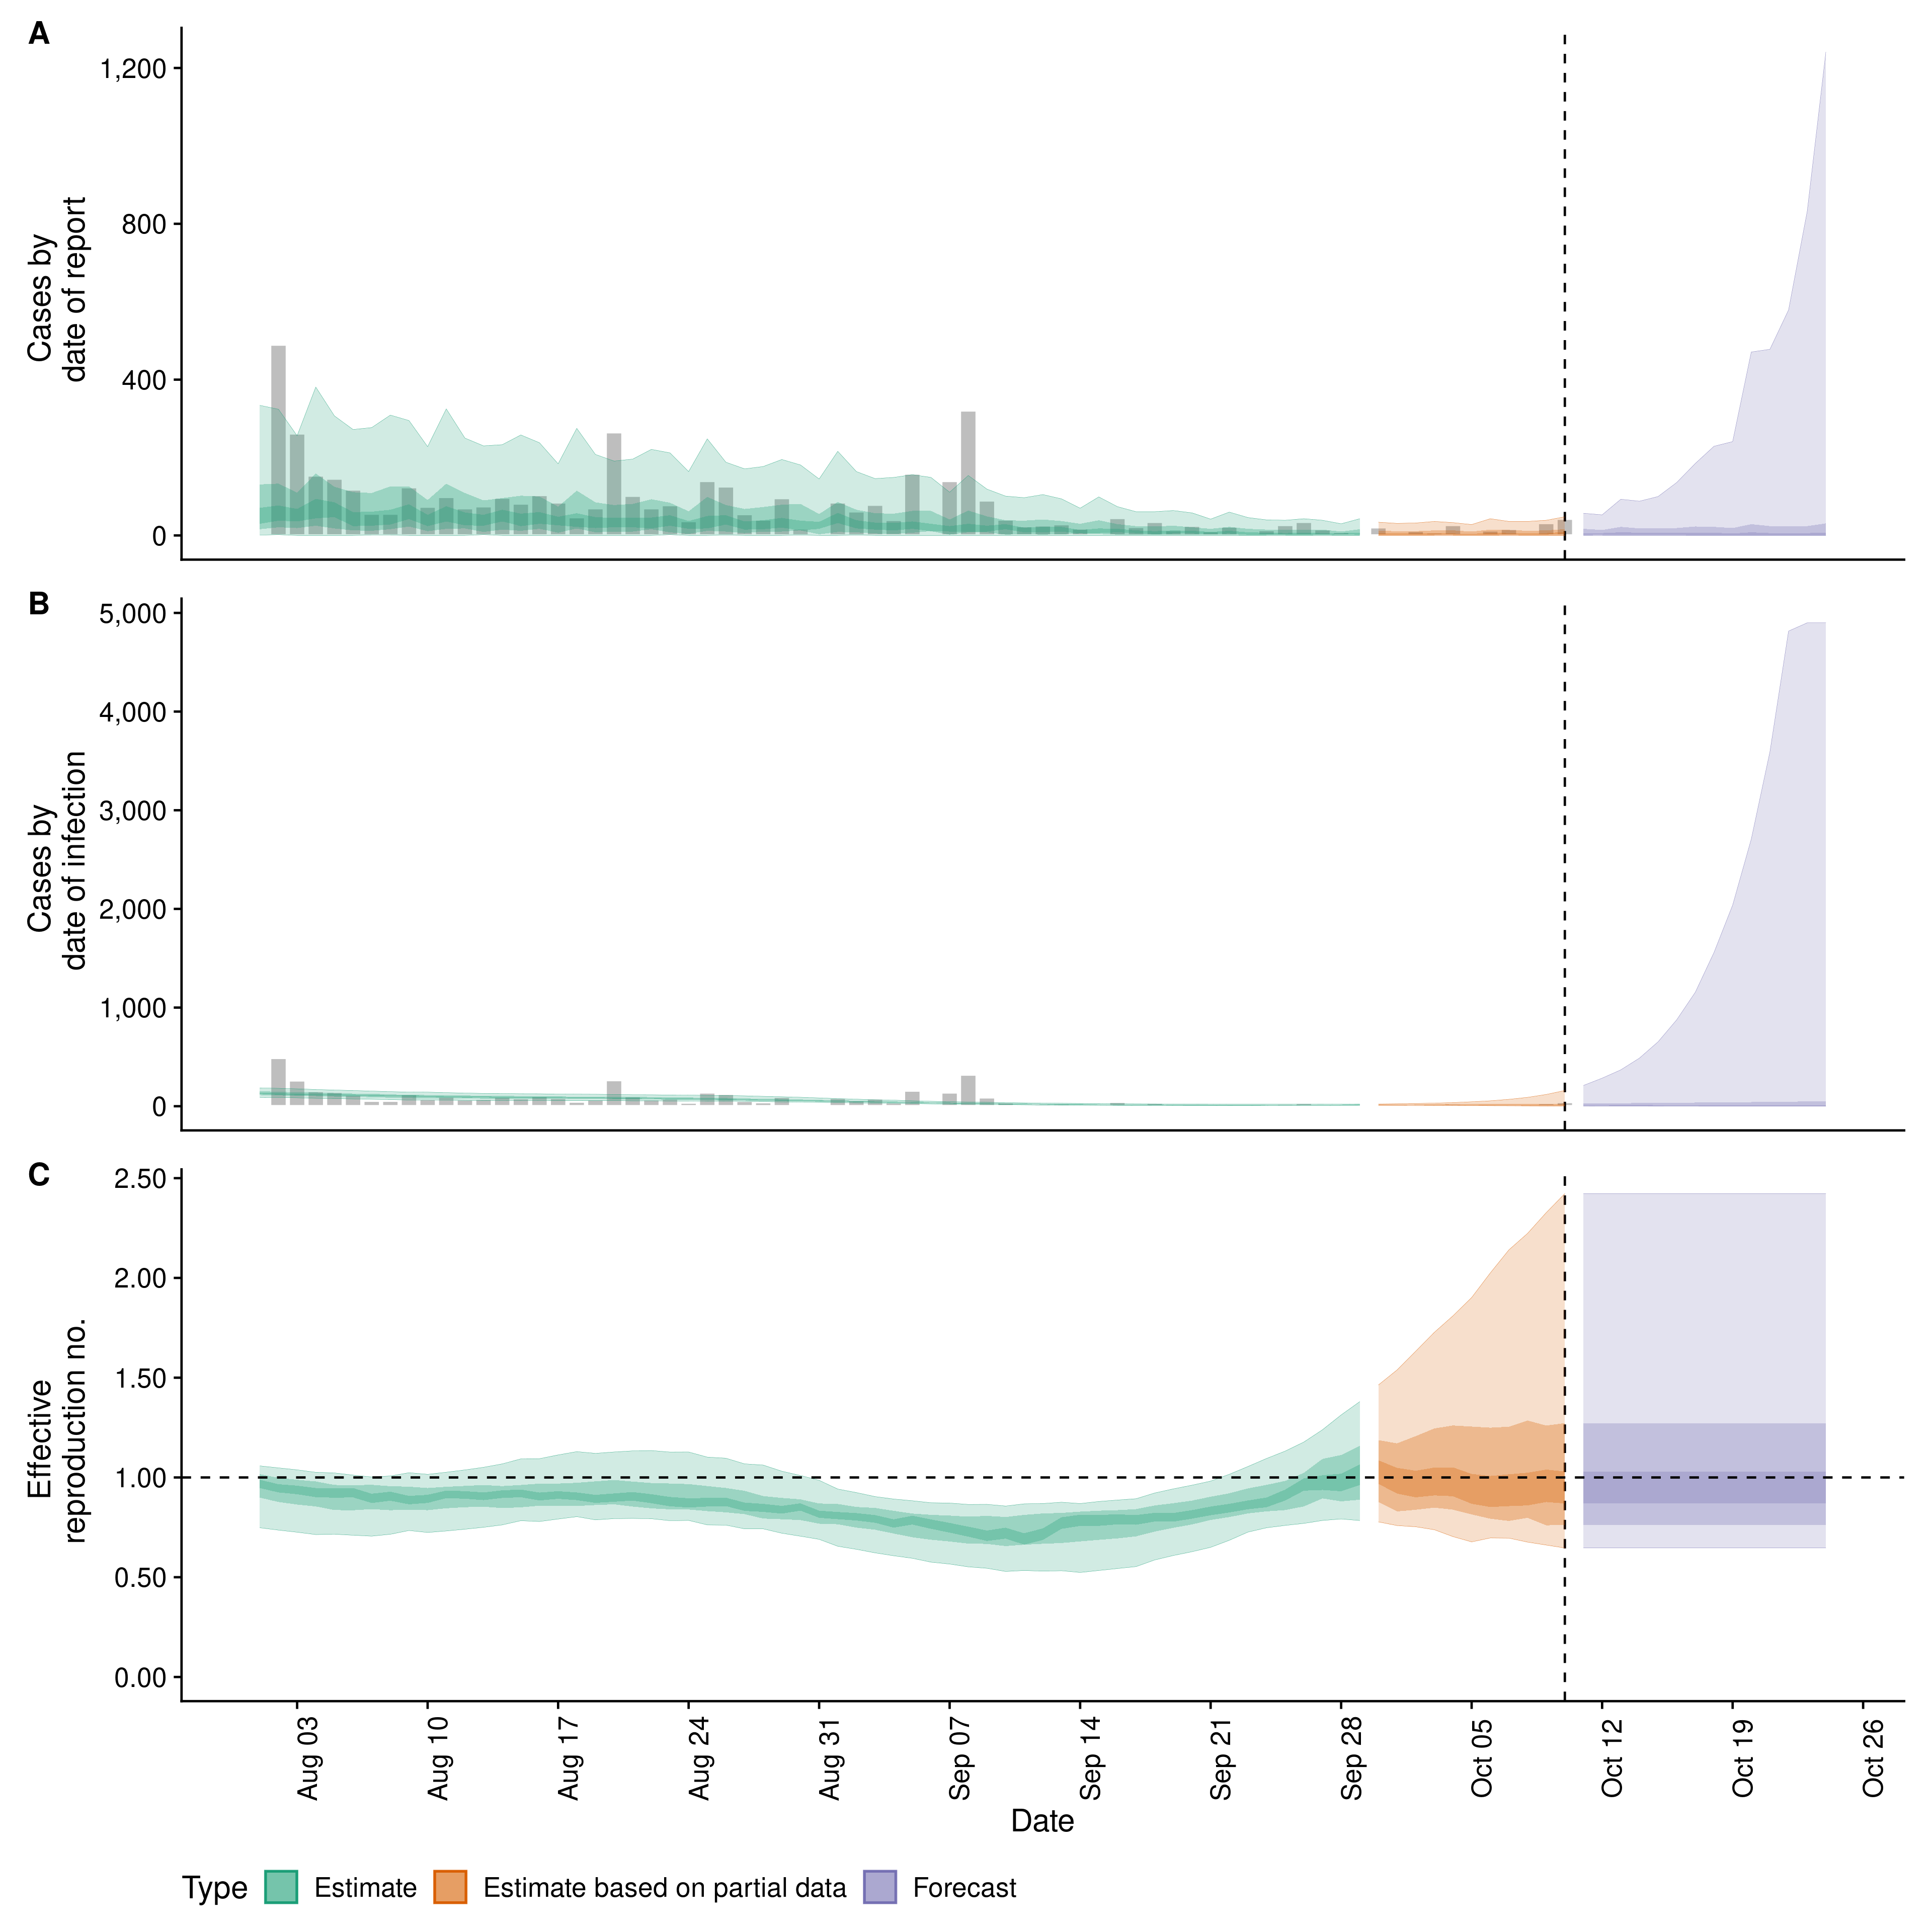 A
Cases by
date of report
1,200
800
400
0
B
Cases by
date of infection
5,000
4,000
3,000
2,000
1,000
0
C
Effective
reproduction no.
2.50
2.00
1.50
1.00
0.50
0.00
Aug 03
Aug 10
Aug 17
Aug 24
Aug 31
Sep 07
Sep 14
Sep 21
Sep 28
Oct 05
Oct 12
Oct 19
Oct 26
Date
Type Estimate Estimate based on partial data Forecast